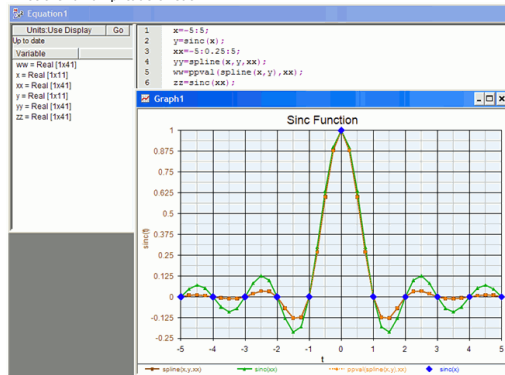 Equation1
Units:Use Display Go
Up to date
Variable
ww = Real [1x41]
x = Real [1x11]
xx = Real [1x41]
y = Real [1x11]
yy = Real [1x41]
zz = Real [1x41]
1 x=-5:5;
2 y=sinc(x);
3 xx=-5:0.25:5;
4 yy=spline(x,y,xx);
5 ww=ppval(spline(x,y),xx);
6 zz=sinc(xx);
Graph1
Sinc Function
1
0.875
0.75
0.625
0.5
0.375
0.25
0.125
0
-0.125
-0.25
sinc(t)
-5 -4 -3 -2 -1 0 1 2 3 4 5
t
spline(x,y,xx) sinc(xx) ppval(spline(x,y),xx) sinc(x)